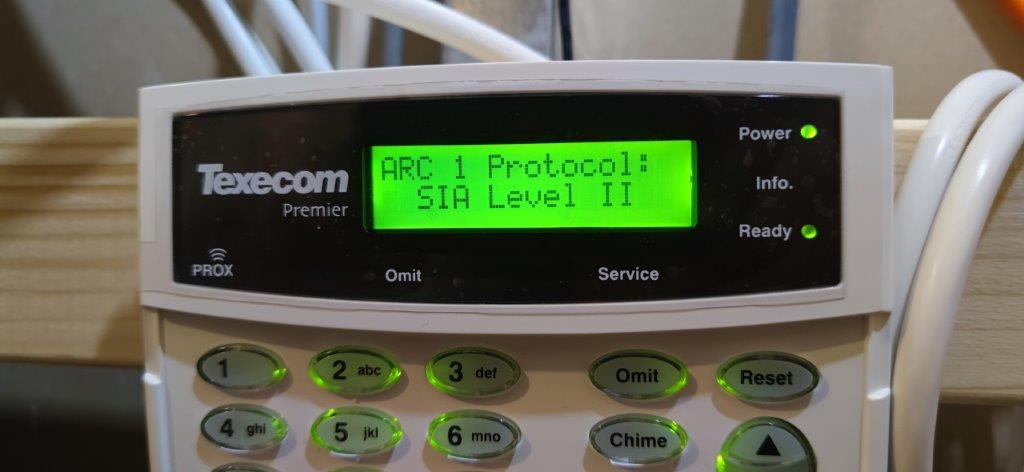 Texecom
Premier
PROX
ARC 1 Protocol:
SIA Level II
Power
Info.
Ready
Omit
Service
1
2 abc
3 def
Omit
Reset
4 ghi
5 jkl
6 mno
Chime